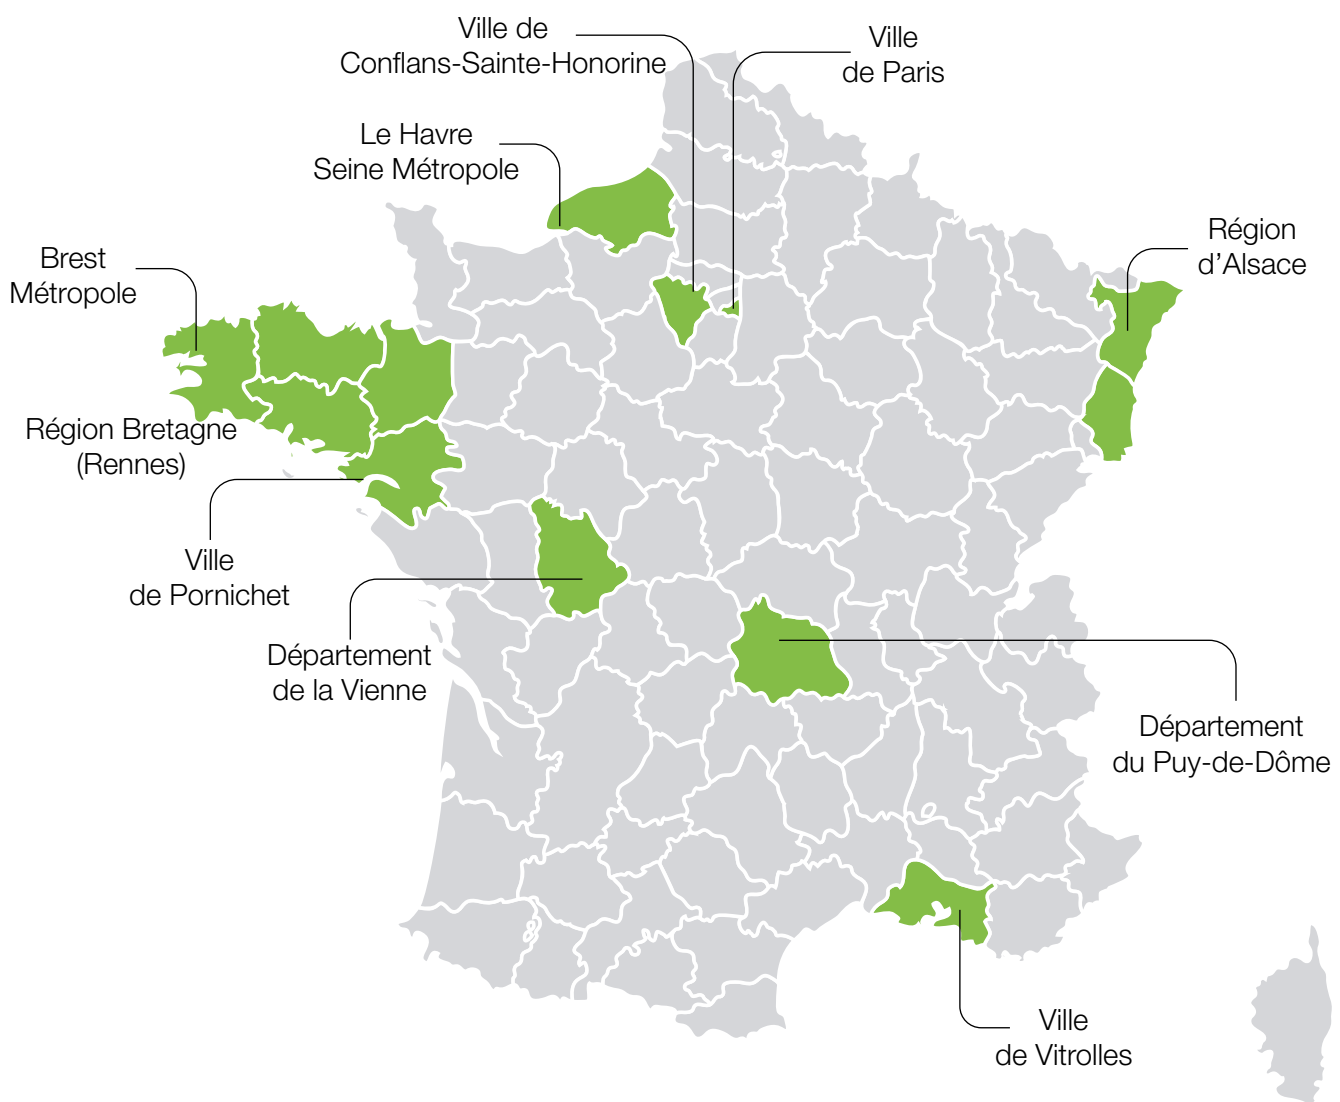 Ville de
Conflans-Sainte-Honorine
Ville
de Paris
Le Havre
Seine Métropole
Région
d'Alsace
Brest
Métropole
Région Bretagne
(Rennes)
Ville
de Pornichet
Département
de la Vienne
Département
du Puy-de-Dôme
Ville
de Vitrolles